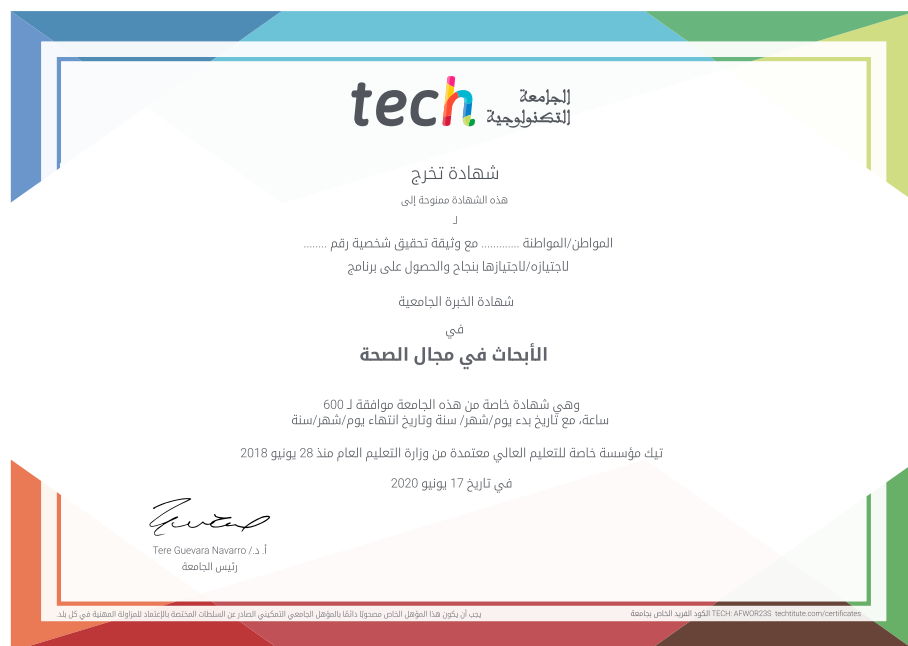 tech الجامعة
التكنولوجية
شهادة تخرج
هذه الشهادة ممنوحة إلى
لـ
المواطن/المواطنة ............. مع وثيقة تحقيق شخصية رقم ........
لاجتيازه/لاجتيازها بنجاح والحصول على برنامج
شهادة الخبرة الجامعية
في
الأبحاث في مجال الصحة
وهي شهادة خاصة من هذه الجامعة موافقة لـ 600
ساعة، مع تاريخ بدء يوم/شهر/ سنة وتاريخ انتهاء يوم/شهر/سنة
تيك مؤسسة خاصة للتعليم العالي معتمدة من وزارة التعليم العام منذ 28 يونيو 2018
في تاريخ 17 يونيو 2020
أ.د./ Tere Guevara Navarro
رئيس الجامعة
يجب أن يكون هذا المؤهل الخاص مصحوبًا دائمًا بالمؤهل الجامعي التمكيني الصادر عن السلطات المختصة بالإعتماد للمزاولة المهنية في كل بلد.
الكود الفريد الخاص بجامعة TECH: AFWOR23S techtitute.com/certificates